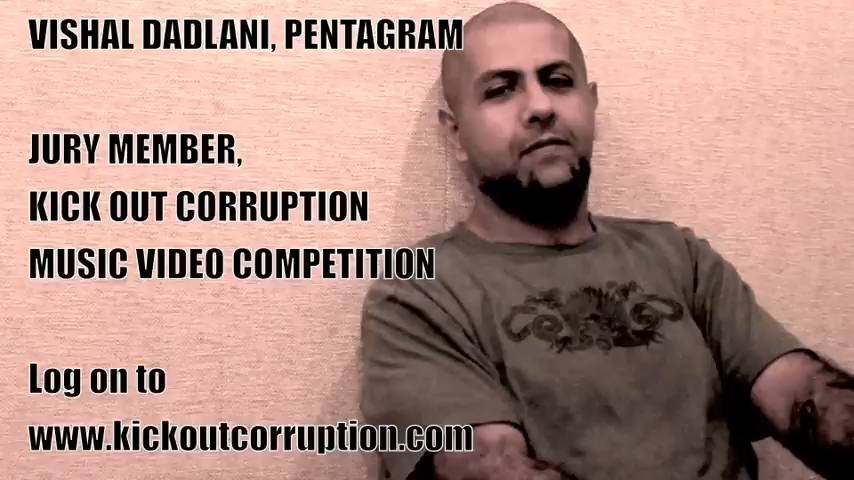 VISHAL DADLANI, PENTAGRAM
JURY MEMBER,
KICK OUT CORRUPTION
MUSIC VIDEO COMPETITION
Log on to
www.kickoutcorruption.com